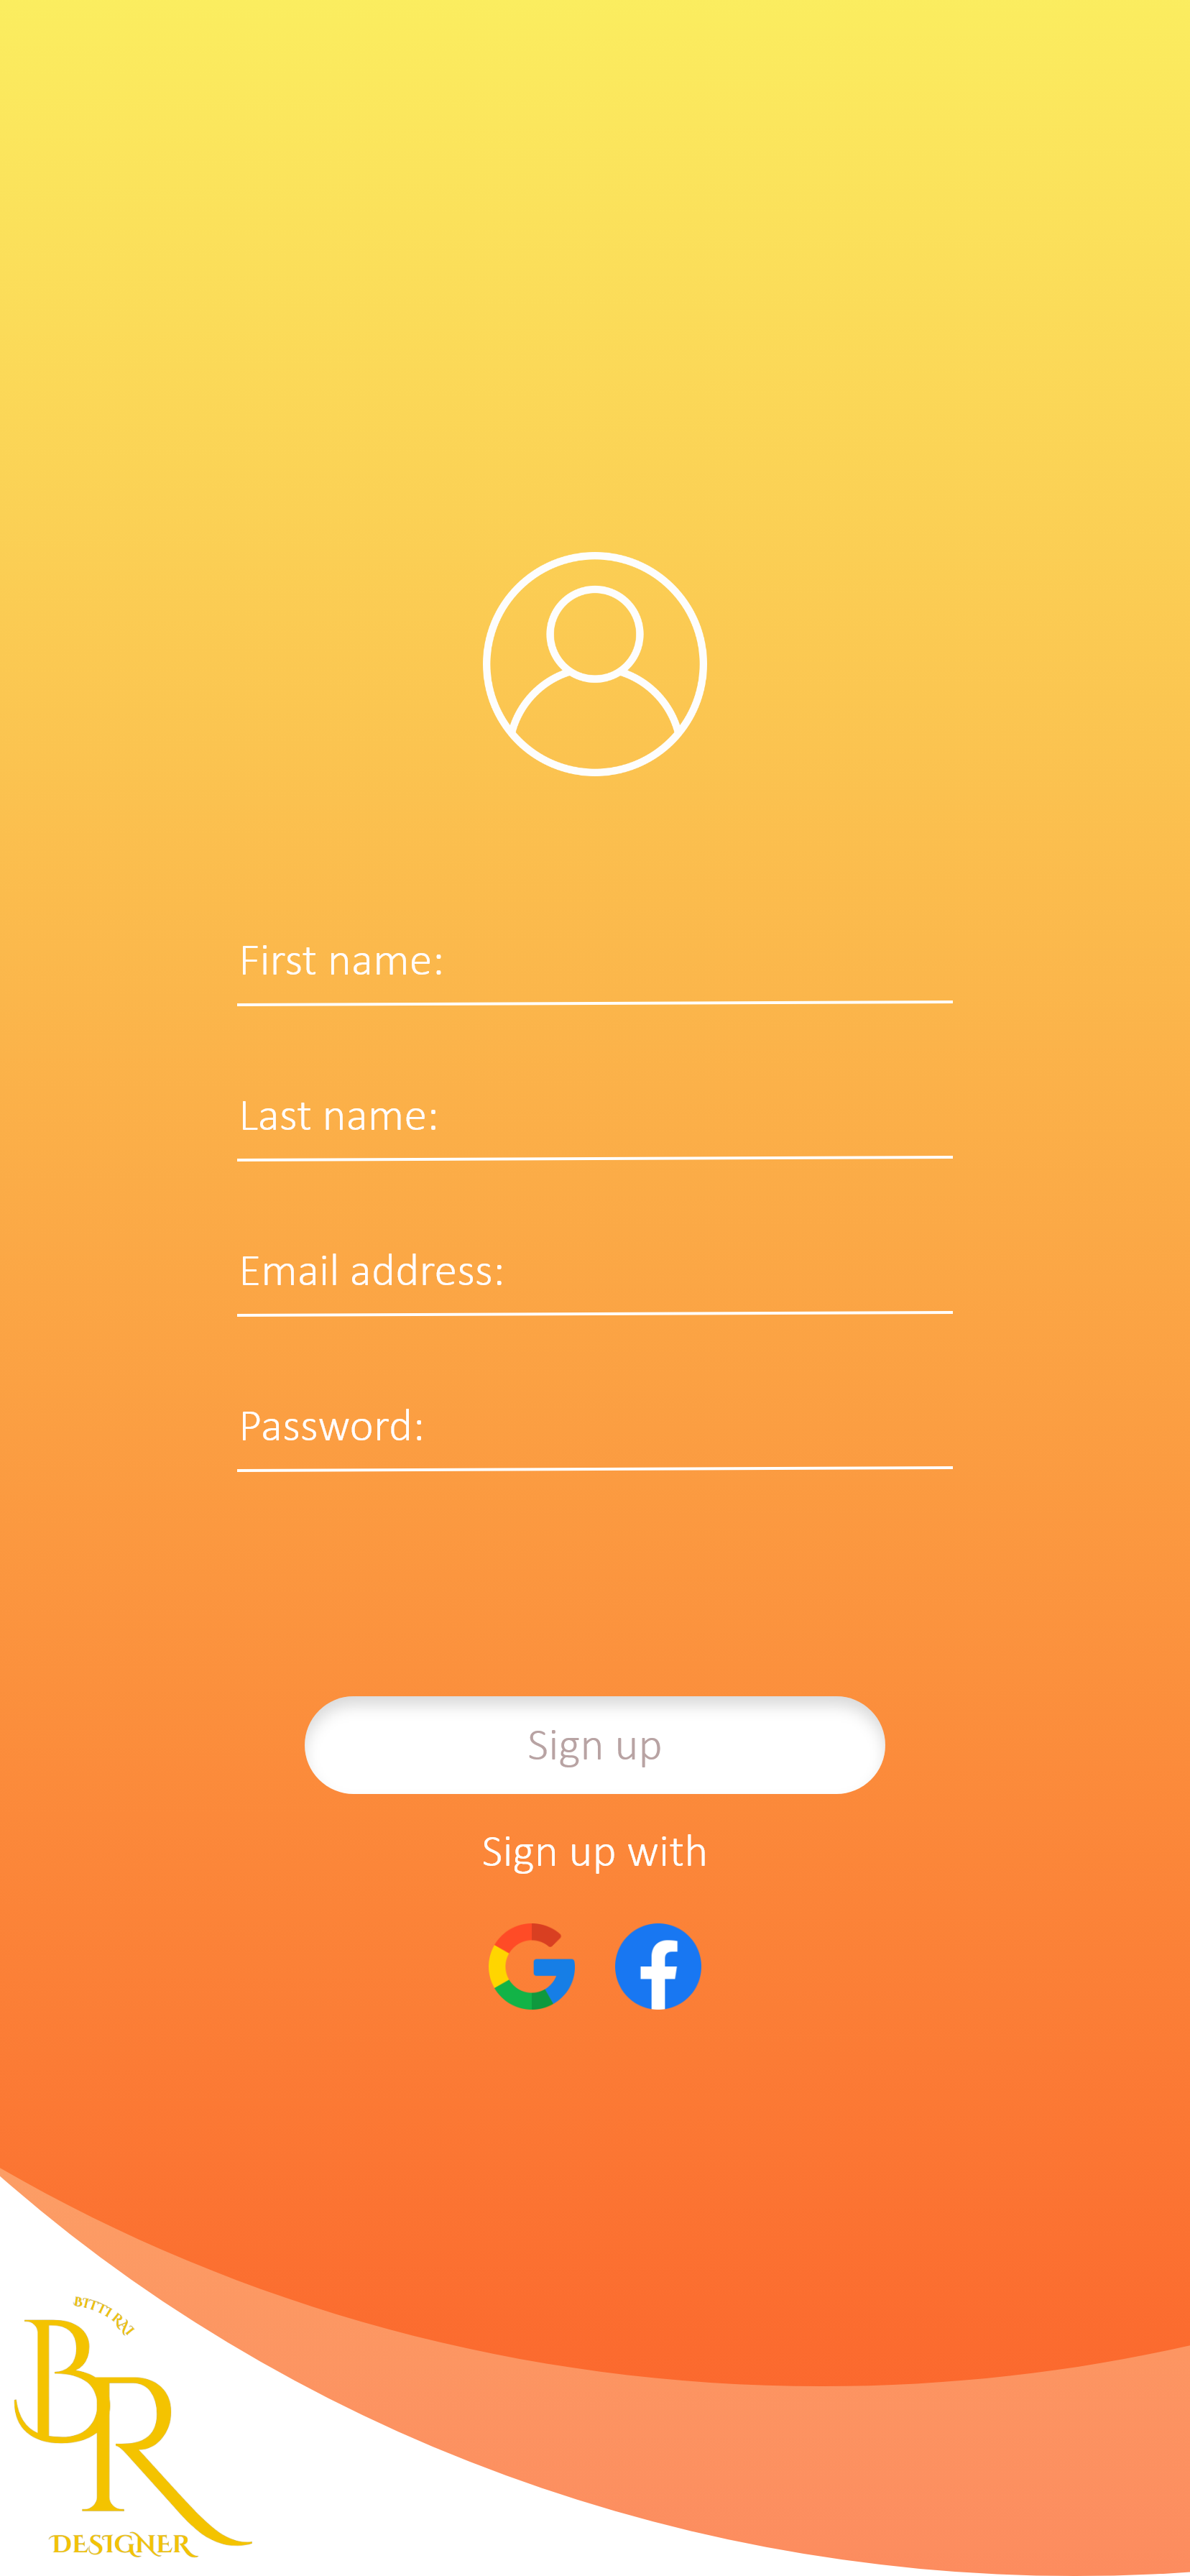 First name:
Last name:
Email address:
Password:
Sign up
Sign up with
BITTI RAI
BR
DESIGNER